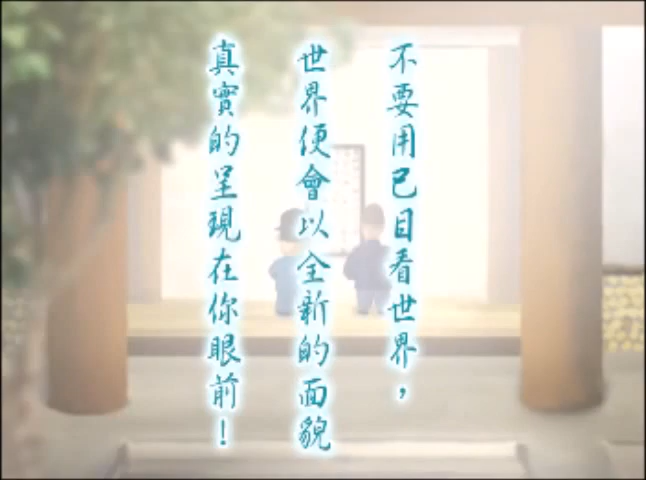 不要用已目看世界，
世界便會以全新的面貌
真實的呈現在你眼前！